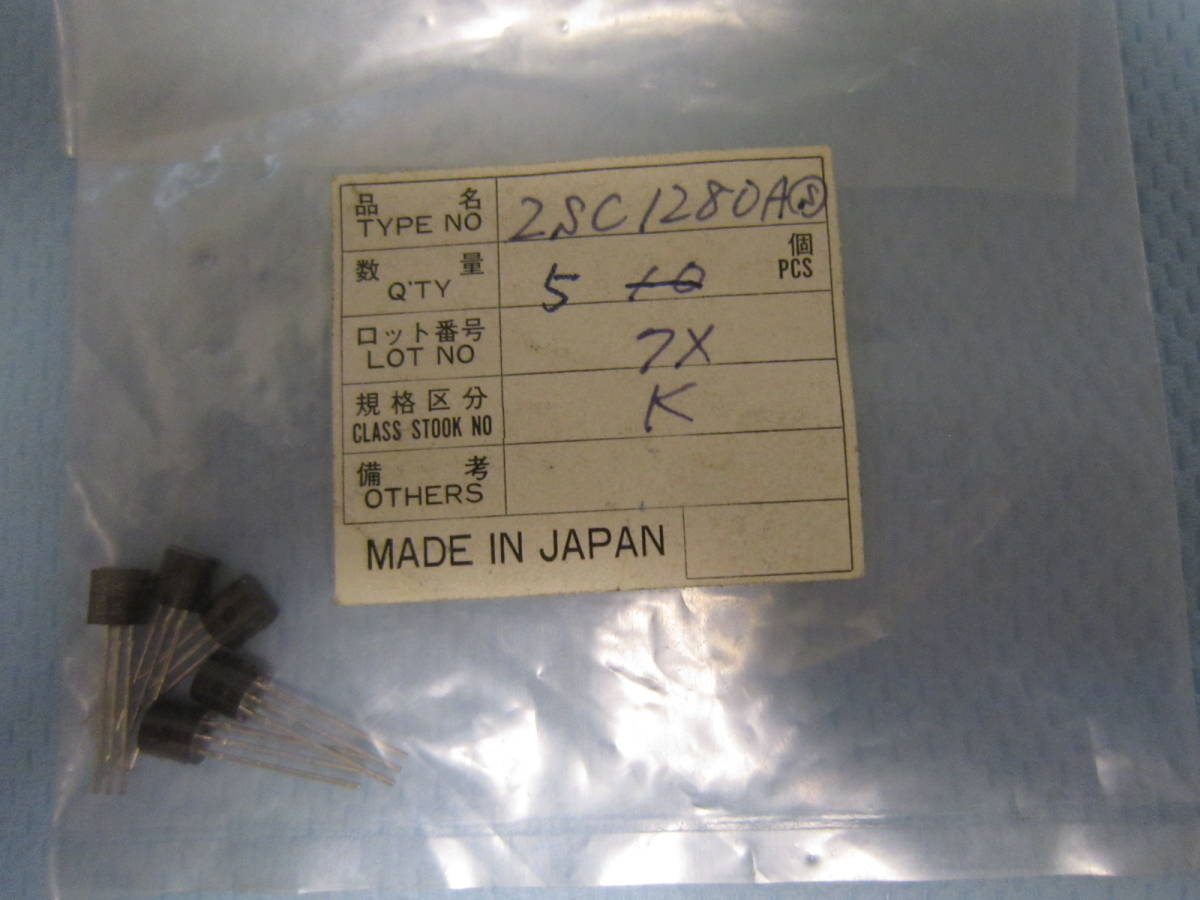 品名 2SC1280AⓈ
TYPE NO
数量 5 10 個
Q'TY PCS
ロット番号 7X
LOT NO
規格区分 K
CLASS STOOK NO
備考
OTHERS
MADE IN JAPAN